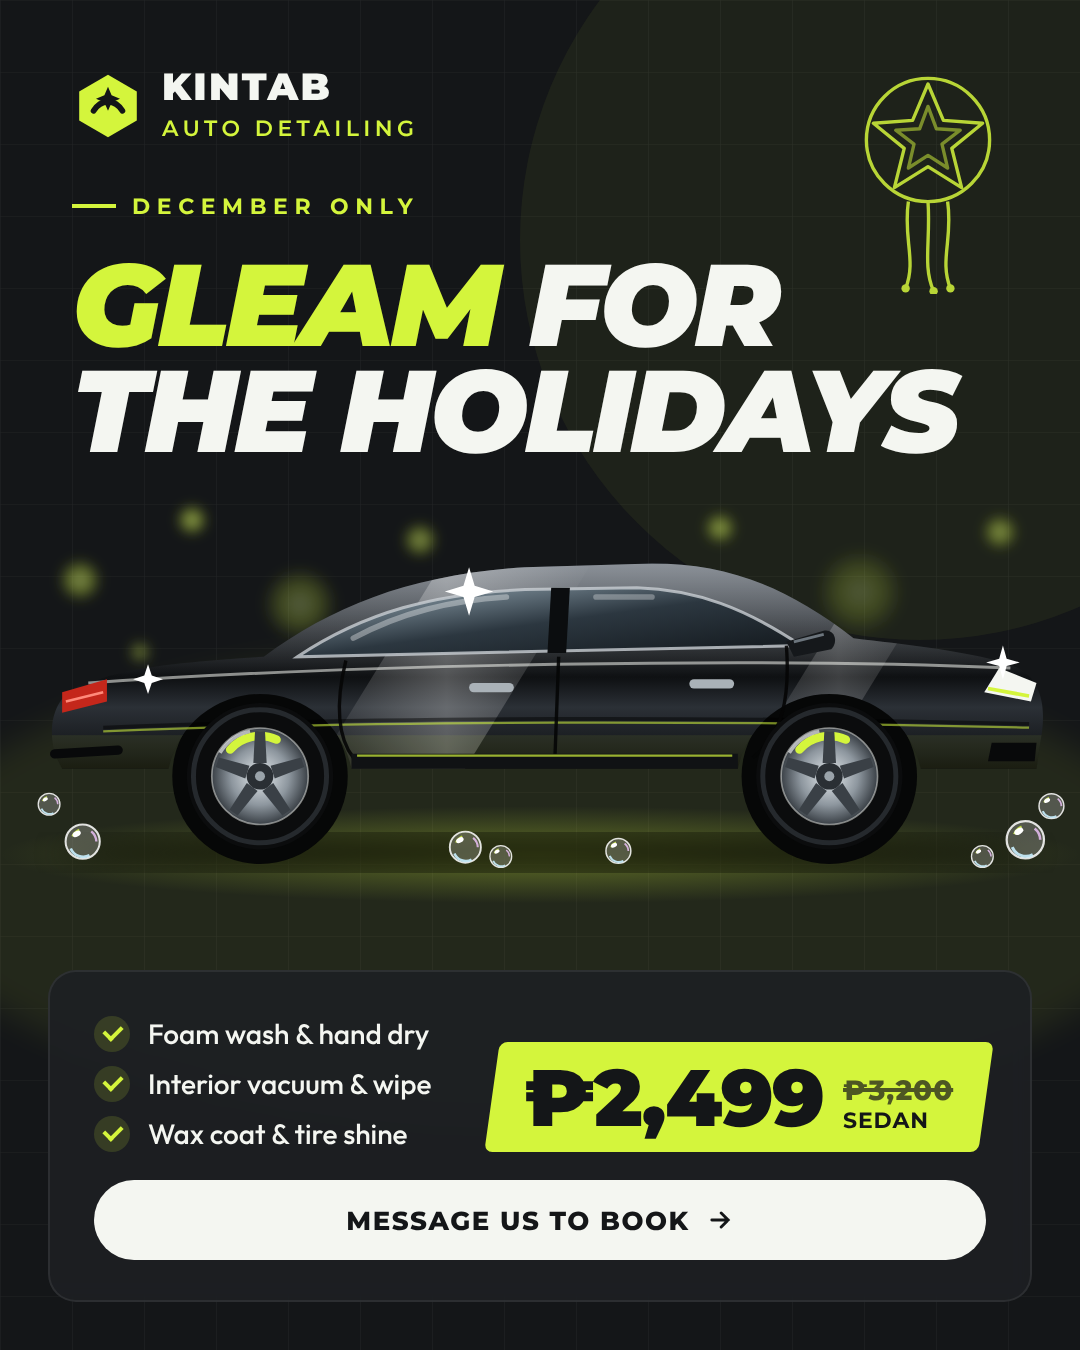 KINTAB
AUTO DETAILING
DECEMBER ONLY
GLEAM FOR
THE HOLIDAYS
Foam wash & hand dry
Interior vacuum & wipe
Wax coat & tire shine
₱2,499
₱3,200
SEDAN
MESSAGE US TO BOOK →